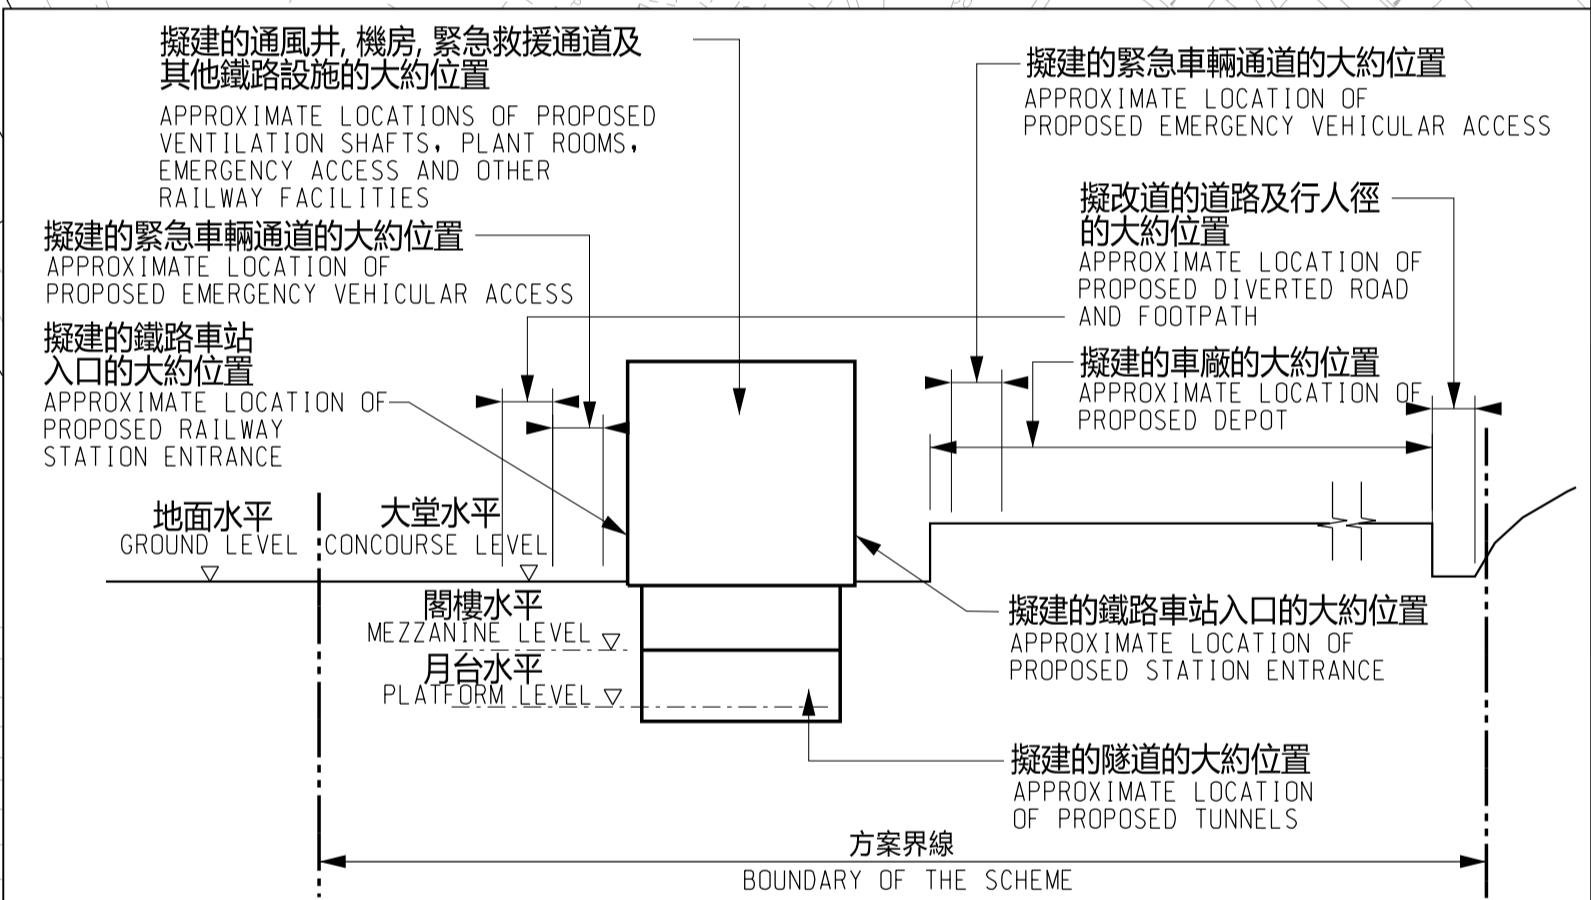 擬建的通風井, 機房, 緊急救援通道及
其他鐵路設施的大約位置
APPROXIMATE LOCATIONS OF PROPOSED
VENTILATION SHAFTS, PLANT ROOMS,
EMERGENCY ACCESS AND OTHER
RAILWAY FACILITIES
擬建的緊急車輛通道的大約位置
APPROXIMATE LOCATION OF
PROPOSED EMERGENCY VEHICULAR ACCESS
擬改道的道路及行人徑
的大約位置
APPROXIMATE LOCATION OF
PROPOSED DIVERTED ROAD
AND FOOTPATH
擬建的緊急車輛通道的大約位置
APPROXIMATE LOCATION OF
PROPOSED EMERGENCY VEHICULAR ACCESS
擬建的鐵路車站
入口的大約位置
APPROXIMATE LOCATION OF
PROPOSED RAILWAY
STATION ENTRANCE
擬建的車廠的大約位置
APPROXIMATE LOCATION OF
PROPOSED DEPOT
地面水平
GROUND LEVEL
大堂水平
CONCOURSE LEVEL
閣樓水平
MEZZANINE LEVEL
月台水平
PLATFORM LEVEL
擬建的鐵路車站入口的大約位置
APPROXIMATE LOCATION OF
PROPOSED STATION ENTRANCE
擬建的隧道的大約位置
APPROXIMATE LOCATION
OF PROPOSED TUNNELS
方案界線
BOUNDARY OF THE SCHEME